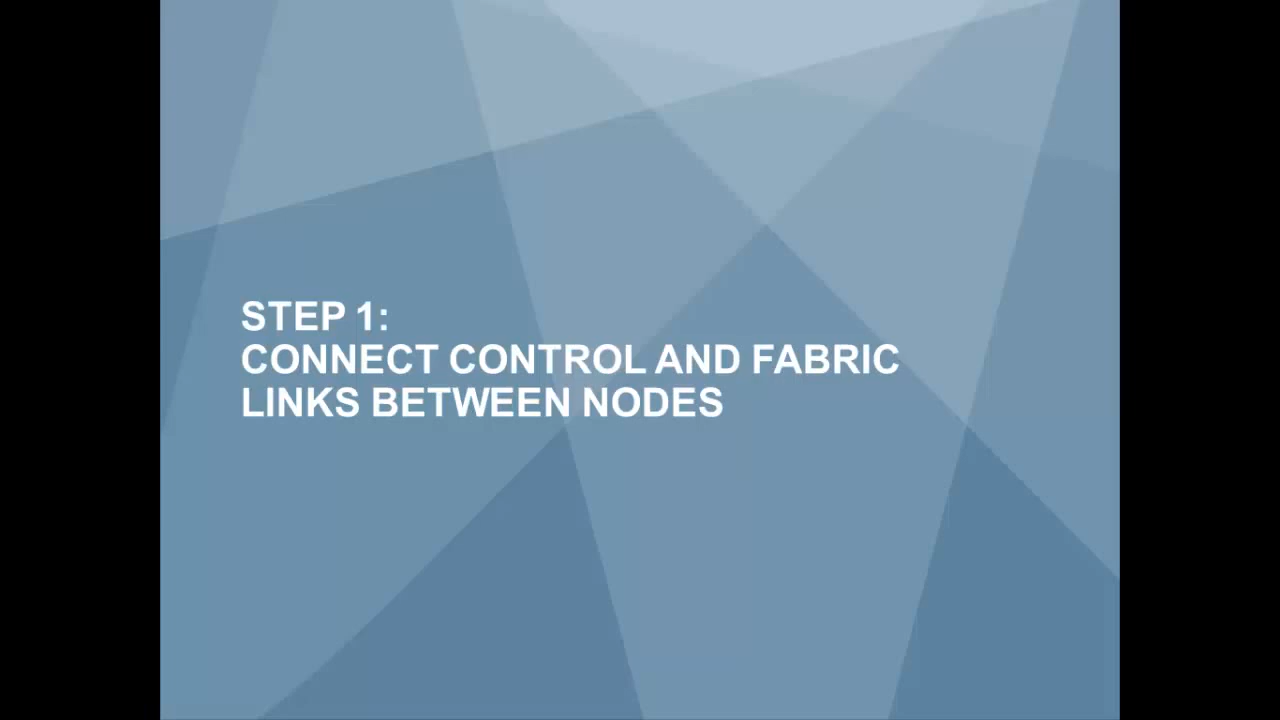 STEP 1:
CONNECT CONTROL AND FABRIC
LINKS BETWEEN NODES